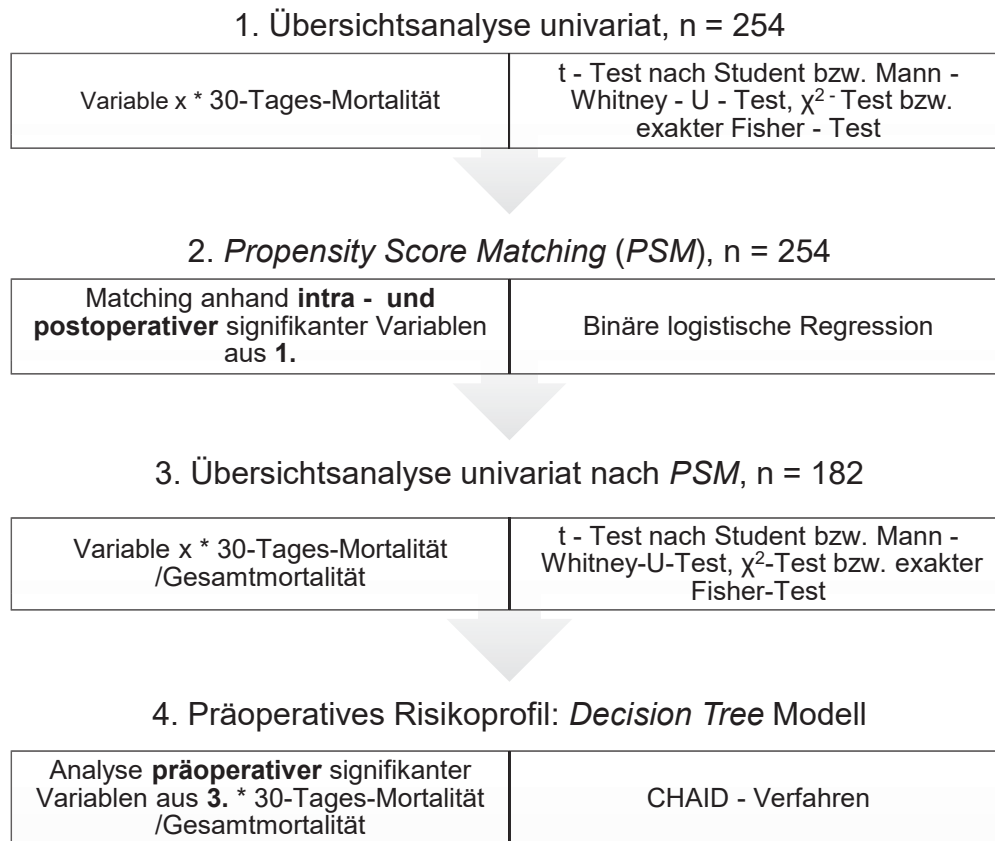 1. Übersichtsanalyse univariat, n = 254
Variable x * 30-Tages-Mortalität
t - Test nach Student bzw. Mann -
Whitney - U - Test, χ² - Test bzw.
exakter Fisher - Test
2. Propensity Score Matching (PSM), n = 254
Matching anhand intra - und
postoperativer signifikanter Variablen
aus 1.
Binäre logistische Regression
3. Übersichtsanalyse univariat nach PSM, n = 182
Variable x * 30-Tages-Mortalität
/Gesamtmortalität
t - Test nach Student bzw. Mann -
Whitney-U-Test, χ²-Test bzw. exakter
Fisher-Test
4. Präoperatives Risikoprofil: Decision Tree Modell
Analyse präoperativer signifikanter
Variablen aus 3. * 30-Tages-Mortalität
/Gesamtmortalität
CHAID - Verfahren